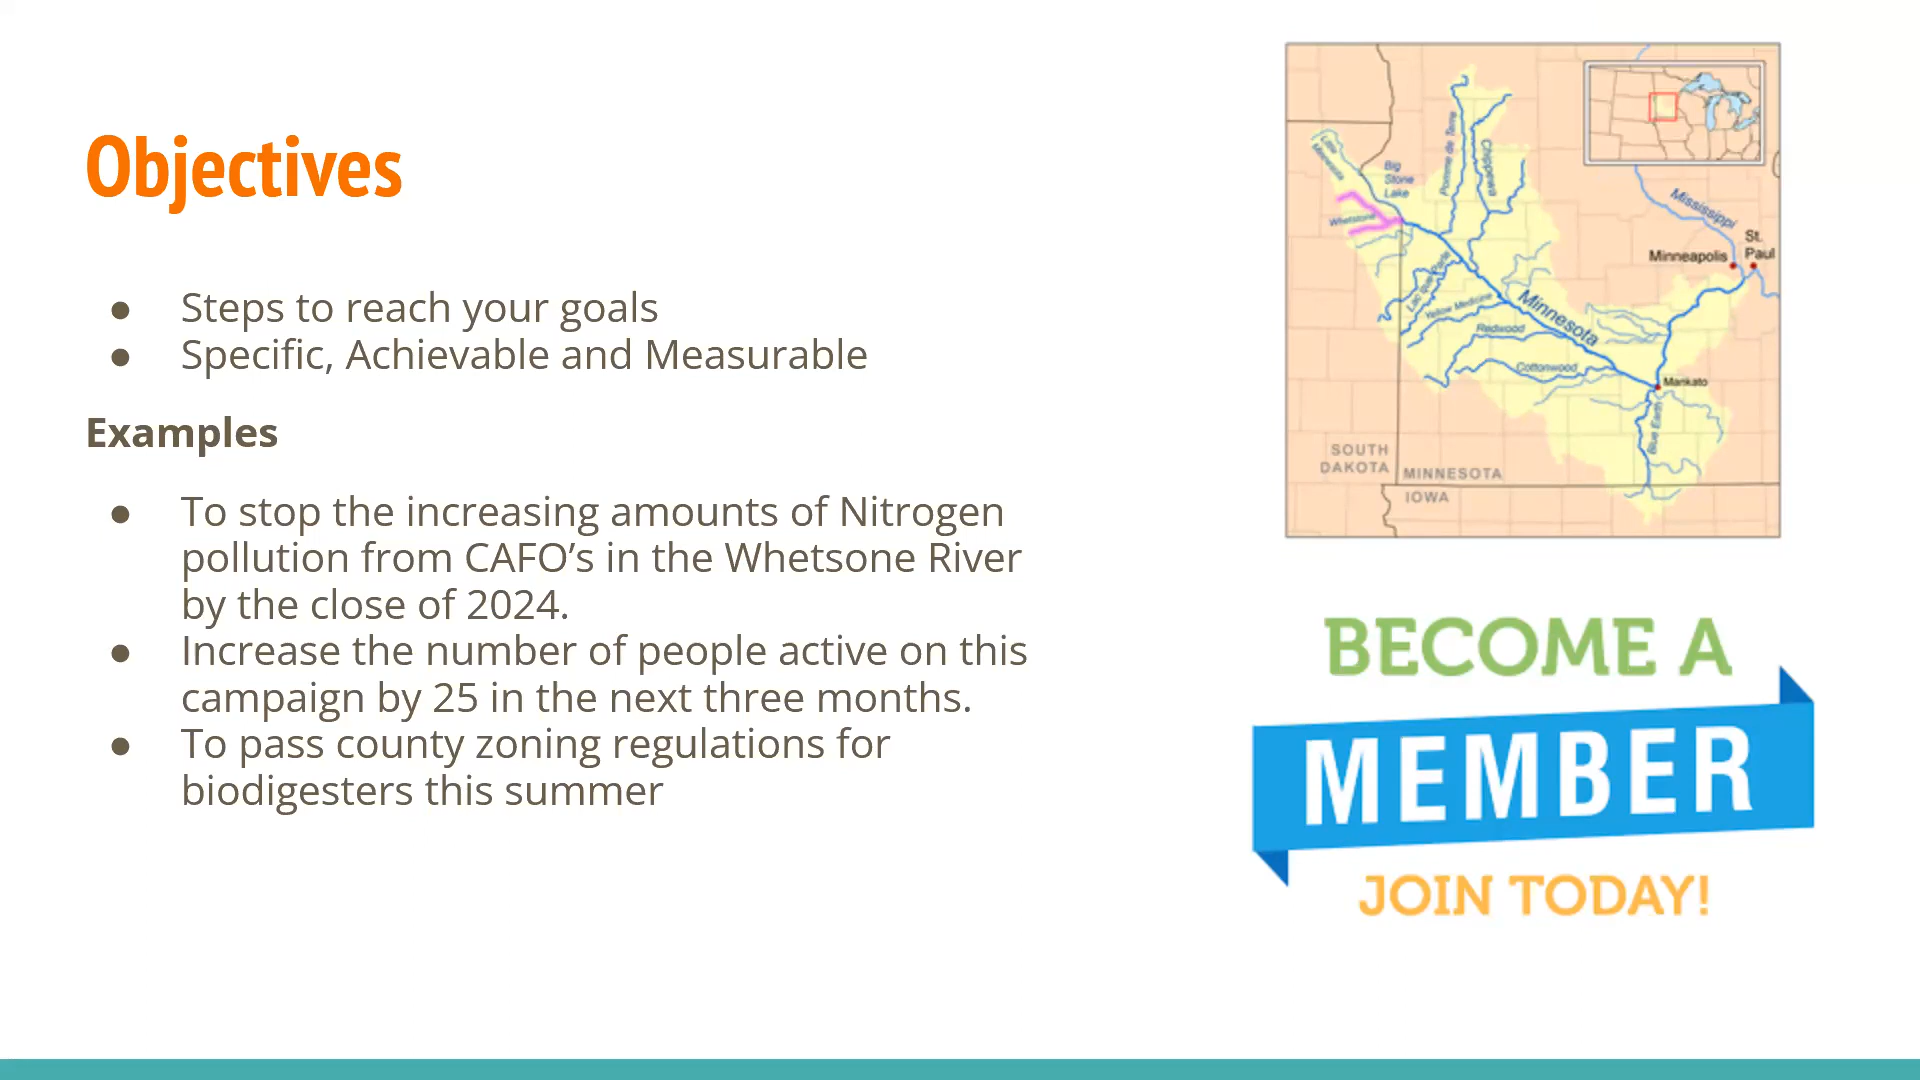 Objectives
● Steps to reach your goals
● Specific, Achievable and Measurable
Examples
● To stop the increasing amounts of Nitrogen
pollution from CAFO’s in the Whetsone River
by the close of 2024.
● Increase the number of people active on this
campaign by 25 in the next three months.
● To pass county zoning regulations for
biodigesters this summer
Little
Minnesota
Big
Stone
Lake
Whetstone
Pomme de Terre
Chippewa
Mississippi
St.
Paul
Minneapolis
Lac qui Parle
Yellow Medicine
Minnesota
Redwood
Cottonwood
Mankato
Blue Earth
SOUTH
DAKOTA
MINNESOTA
IOWA
BECOME A
MEMBER
JOIN TODAY!